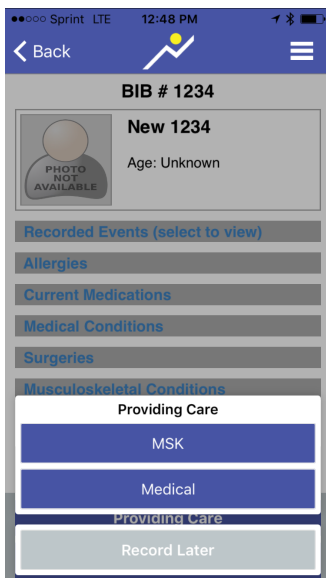 ●●○○○ Sprint LTE 12:48 PM
Back
BIB # 1234
New 1234
Age: Unknown
PHOTO
NOT
AVAILABLE
Recorded Events (select to view)
Allergies
Current Medications
Medical Conditions
Surgeries
Musculoskeletal Conditions
Providing Care
MSK
Medical
Providing Care
Record Later